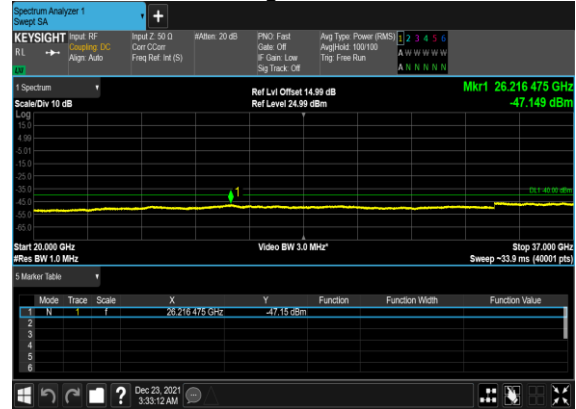 Spectrum Analyzer 1
Swept SA
+
KEYSIGHT Input: RF Input Z: 50 Ω #Atten: 20 dB PNO: Fast Avg Type: Power (RMS) 1 2 3 4 5 6
RL Coupling: DC Corr CCorr Gate: Off Avg|Hold: 100/100 A W W W W W
Align: Auto Freq Ref: Int (S) IF Gain: Low Trig: Free Run
Sig Track: Off A N N N N N
1 Spectrum Ref Lvl Offset 14.99 dB Mkr1 26.216 475 GHz
Scale/Div 10 dB Ref Level 24.99 dBm -47.149 dBm
Log
15.0
4.99
-5.01
-15.0
-25.0
-35.0 1 DL1 -40.00 dBm
-45.0
-55.0
-65.0
Start 20.000 GHz Video BW 3.0 MHz* Stop 37.000 GHz
#Res BW 1.0 MHz Sweep ~33.9 ms (40001 pts)
5 Marker Table
Mode Trace Scale X Y Function Function Width Function Value
1 N 1 f 26.216 475 GHz -47.15 dBm
2
3
4
5
6
? Dec 23, 2021
3:33:12 AM